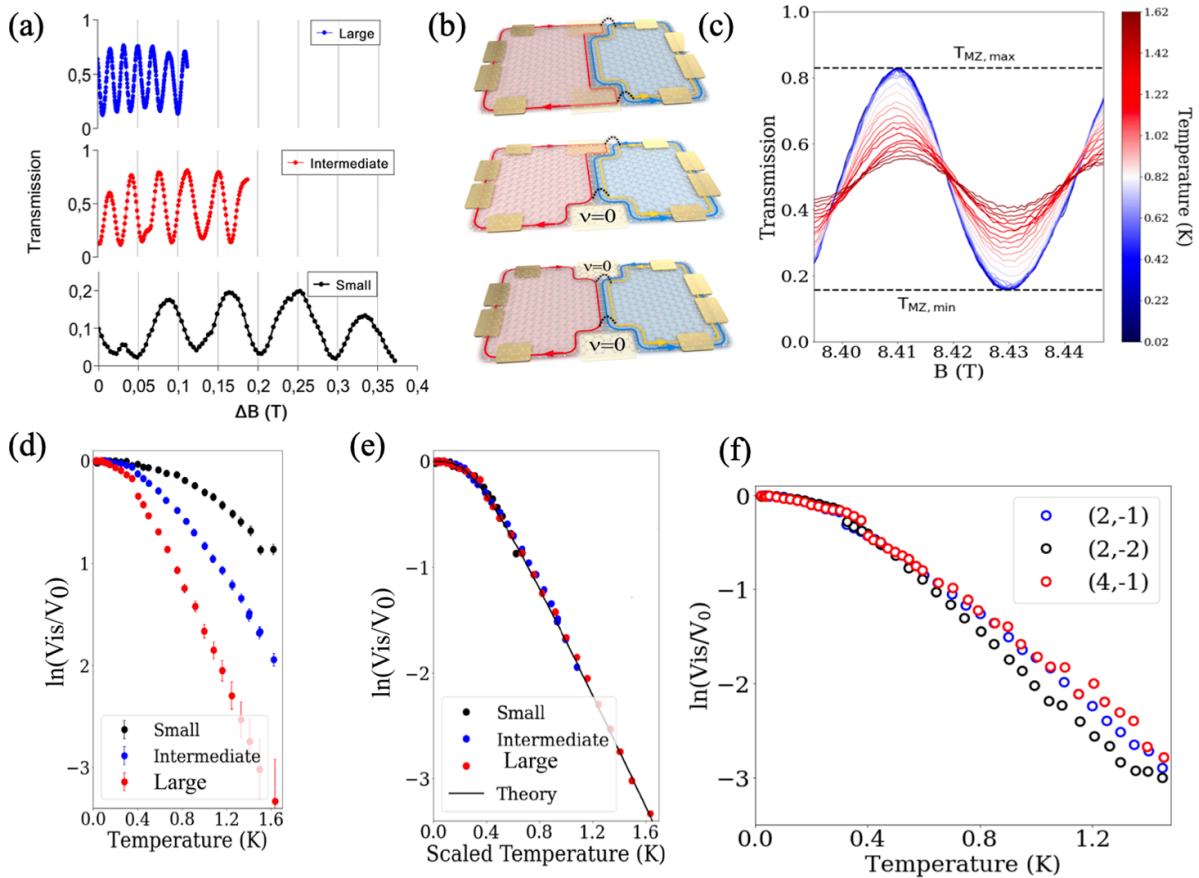 (a)
Large
1
0.5
0
Intermediate
1
0.5
0
Transmission
Small
0,2
0,1
0
0
0,05
0,1
0,15
0,2
0,25
0,3
0,35
0,4
ΔB (T)
(b)
ν=0
ν=0
ν=0
(c)
1.0
0.8
0.6
0.4
0.2
0.0
Transmission
TMZ, max
TMZ, min
8.40
8.41
8.42
8.43
8.44
B (T)
1.62
1.42
1.22
1.02
0.82
0.62
0.42
0.22
0.02
Temperature (K)
(d)
0
1
2
−3
ln(Vis/V0)
Small
Intermediate
Large
0.0
0.4
0.8
1.2
1.6
Temperature (K)
(e)
0
−1
−2
−3
ln(Vis/V0)
Small
Intermediate
Large
Theory
0.0
0.4
0.8
1.2
1.6
Scaled Temperature (K)
(f)
0
−1
−2
−3
ln(Vis/V0)
(2,-1)
(2,-2)
(4,-1)
0.0
0.4
0.8
1.2
Temperature (K)